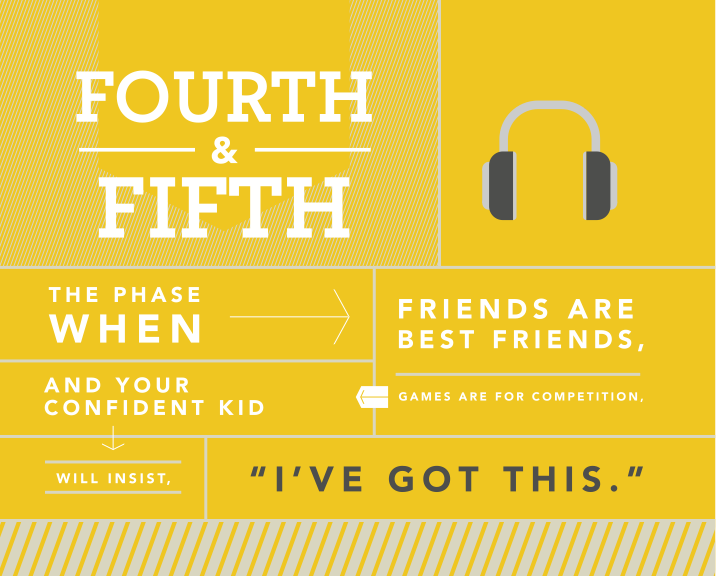 FOURTH
&
FIFTH
THE PHASE
WHEN
FRIENDS ARE
BEST FRIENDS,
GAMES ARE FOR COMPETITION,
AND YOUR
CONFIDENT KID
WILL INSIST,
“I’VE GOT THIS.”